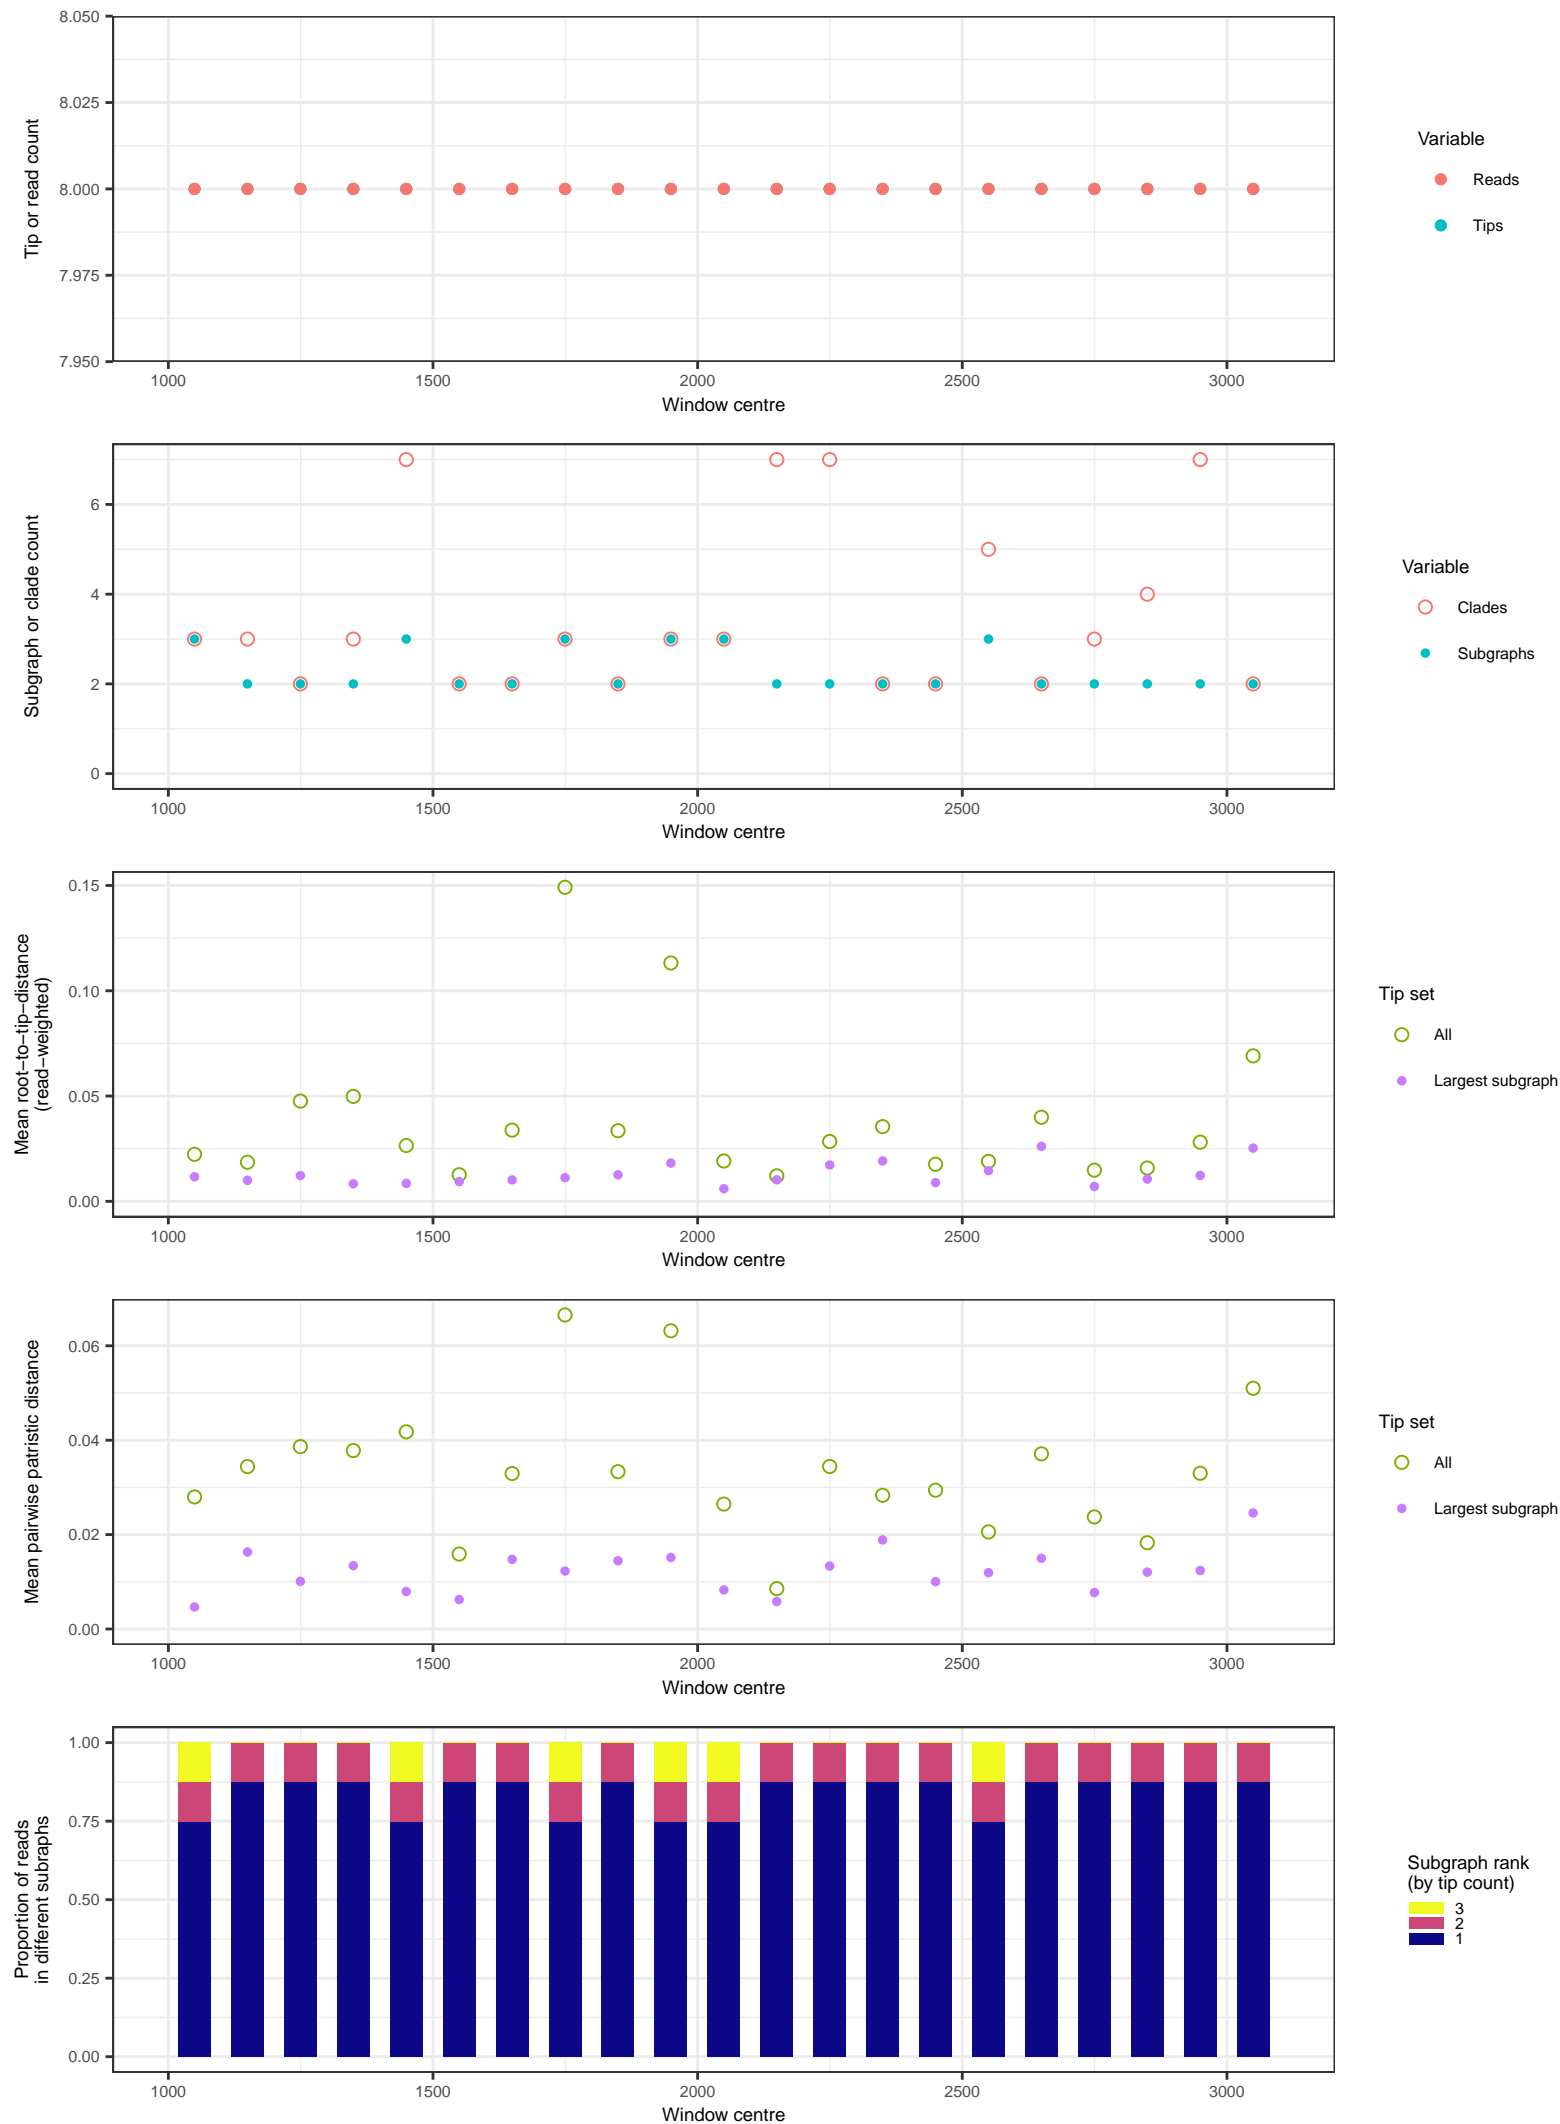 8.050
8.025
8.000
7.975
7.950
Tip or read count
1000 1500 2000 2500 3000
Window centre
Variable
Reads
Tips
6
4
2
0
Subgraph or clade count
1000 1500 2000 2500 3000
Window centre
Variable
Clades
Subgraphs
0.15
0.10
0.05
0.00
Mean root−to−tip−distance
(read−weighted)
1000 1500 2000 2500 3000
Window centre
Tip set
All
Largest subgraph
0.06
0.04
0.02
0.00
Mean pairwise patristic distance
1000 1500 2000 2500 3000
Window centre
Tip set
All
Largest subgraph
1.00
0.75
0.50
0.25
0.00
Proportion of reads
in different subraphs
1000 1500 2000 2500 3000
Window centre
Subgraph rank
(by tip count)
3
2
1